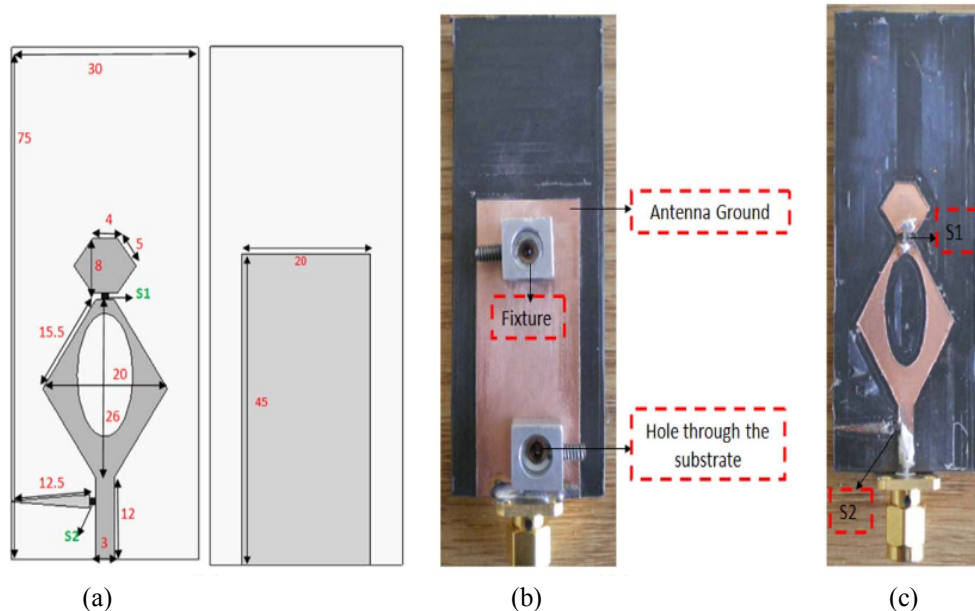 30
75
4
5
8
S1
15.5
20
26
12.5
S2
12
3
20
45
Antenna Ground
Fixture
Hole through the
substrate
S1
S2
(a)
(b)
(c)